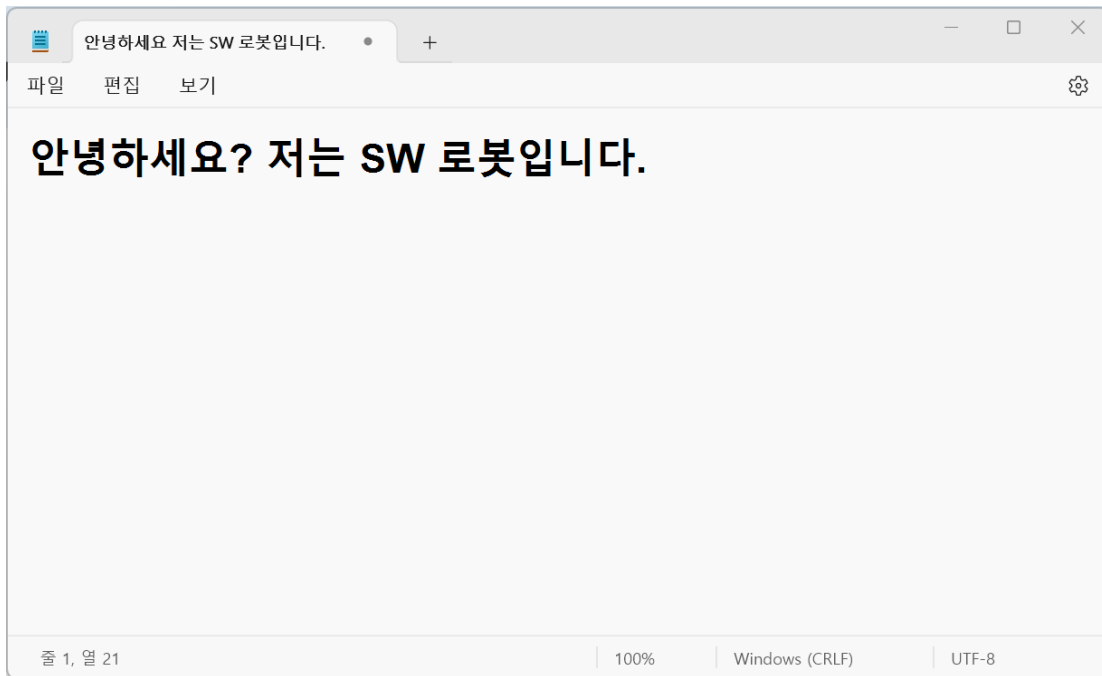 안녕하세요 저는 SW 로봇입니다.
파일 편집 보기
안녕하세요? 저는 SW 로봇입니다.
줄 1, 열 21 100% Windows (CRLF) UTF-8